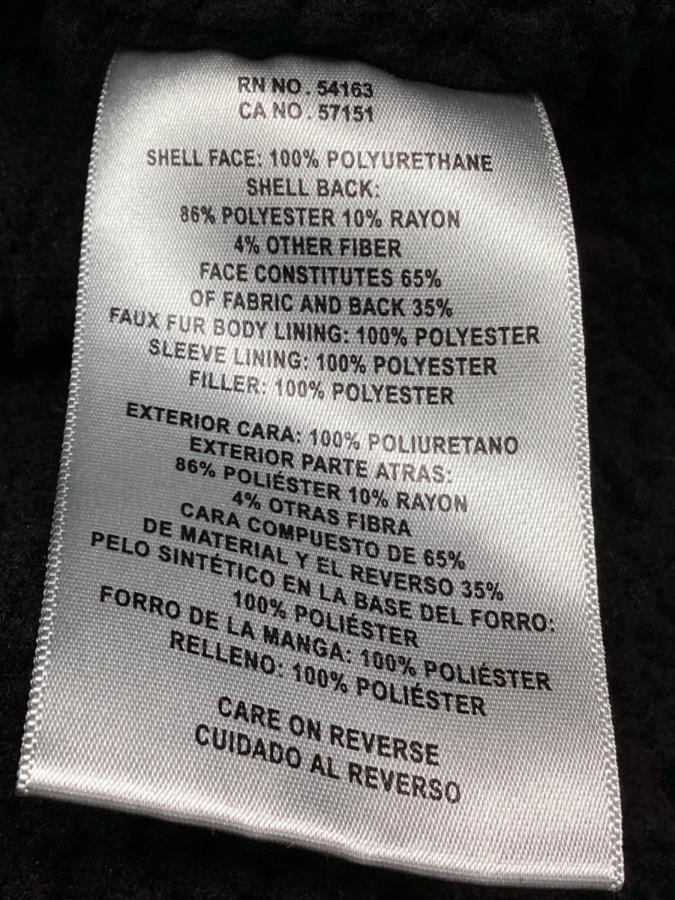 RN NO. 54163
CA NO. 57151
SHELL FACE: 100% POLYURETHANE
SHELL BACK:
86% POLYESTER 10% RAYON
4% OTHER FIBER
FACE CONSTITUTES 65%
OF FABRIC AND BACK 35%
FAUX FUR BODY LINING: 100% POLYESTER
SLEEVE LINING: 100% POLYESTER
FILLER: 100% POLYESTER
EXTERIOR CARA: 100% POLIURETANO
EXTERIOR PARTE ATRAS:
86% POLIÉSTER 10% RAYON
4% OTRAS FIBRA
CARA COMPUESTO DE 65%
DE MATERIAL Y EL REVERSO 35%
PELO SINTÉTICO EN LA BASE DEL FORRO:
100% POLIÉSTER
FORRO DE LA MANGA: 100% POLIÉSTER
RELLENO: 100% POLIÉSTER
CARE ON REVERSE
CUIDADO AL REVERSO